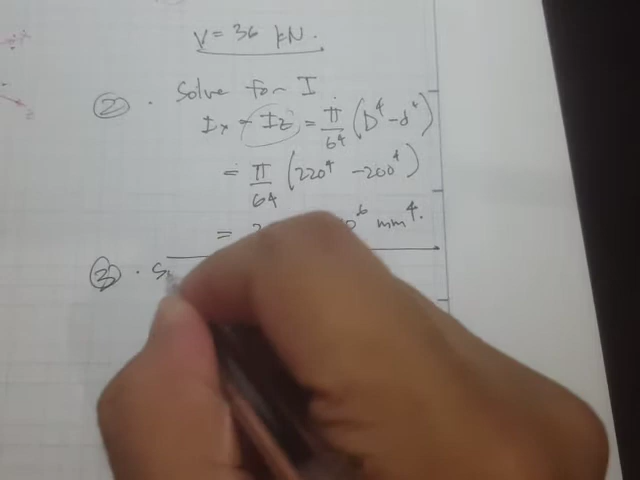 V = 36 kN.
② · Solve for I
Ix = Iz = π/64 (D⁴ - d⁴)
= π/64 (220⁴ - 200⁴)
= mm⁴.
③ ·